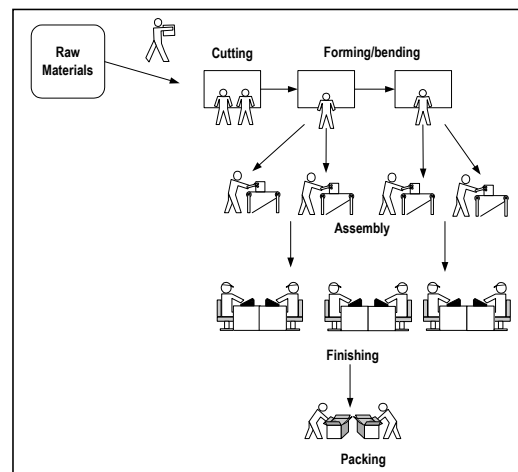 Raw
Materials
Cutting
Forming/bending
Assembly
Finishing
Packing